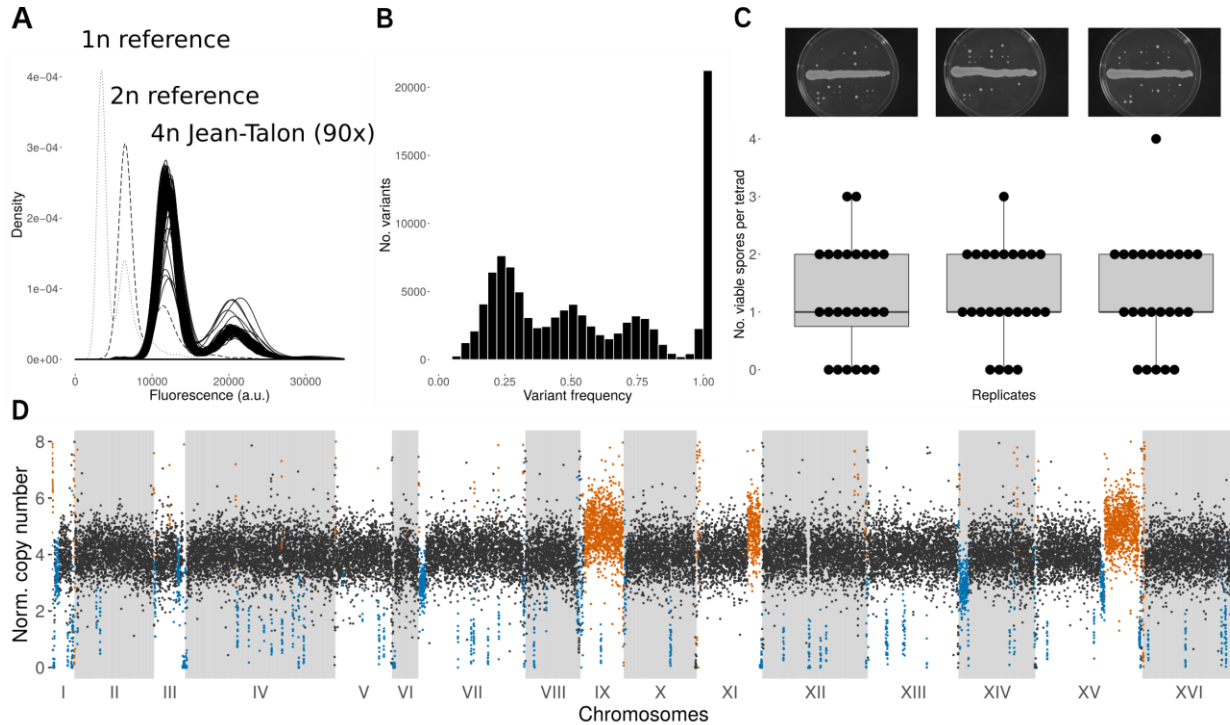 A
1n reference
2n reference
4n Jean-Talon (90x)
4e−04
3e−04
2e−04
1e−04
0e+00
Density
0
10000
20000
30000
Fluorescence (a.u.)
B
20000
15000
10000
5000
0
No. variants
0.00
0.25
0.50
0.75
1.00
Variant frequency
C
4
3
2
1
0
No. viable spores per tetrad
Replicates
D
8
6
4
2
0
Norm. copy number
I
II
III
IV
V
VI
VII
VIII
IX
X
XI
XII
XIII
XIV
XV
XVI
Chromosomes